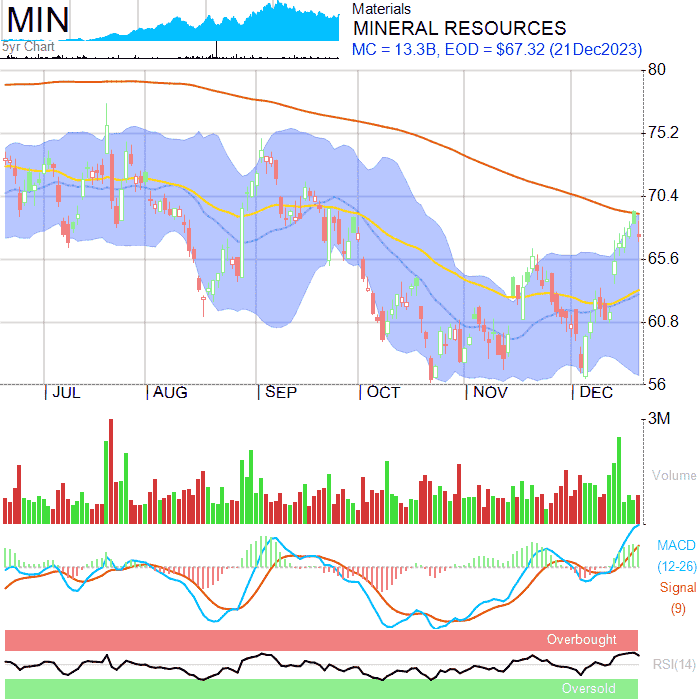 MIN
5yr Chart
Materials
MINERAL RESOURCES
MC = 13.3B, EOD = $67.32 (21Dec2023)
80
75.2
70.4
65.6
60.8
56
JUL AUG SEP OCT NOV DEC
3M
Volume
MACD
(12-26)
Signal
(9)
Overbought
RSI(14)
Oversold